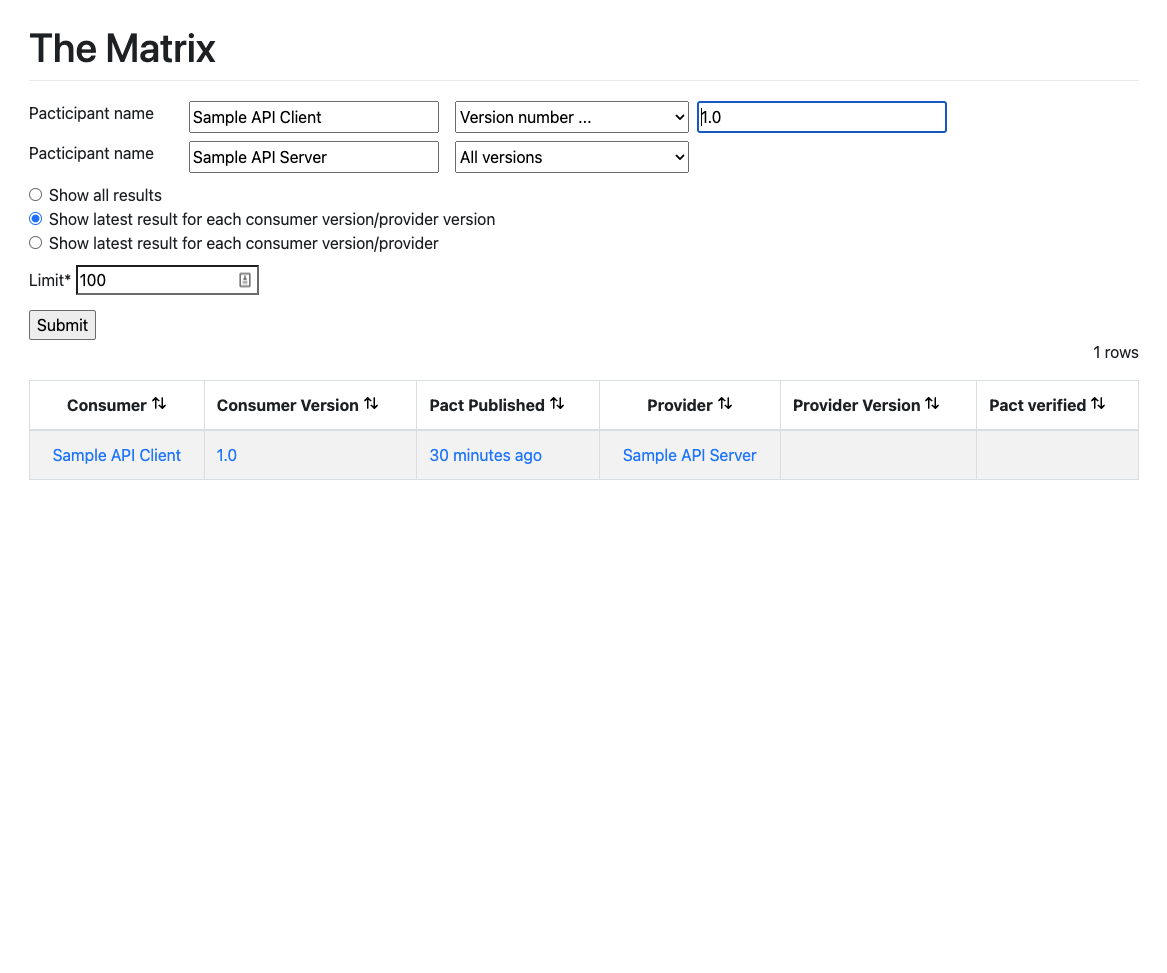 The Matrix
Pacticipant name Sample API Client Version number ... 1.0
Pacticipant name Sample API Server All versions
Show all results
Show latest result for each consumer version/provider version
Show latest result for each consumer version/provider
Limit* 100
Submit
1 rows
Consumer Consumer Version Pact Published Provider Provider Version Pact verified
Sample API Client 1.0 30 minutes ago Sample API Server